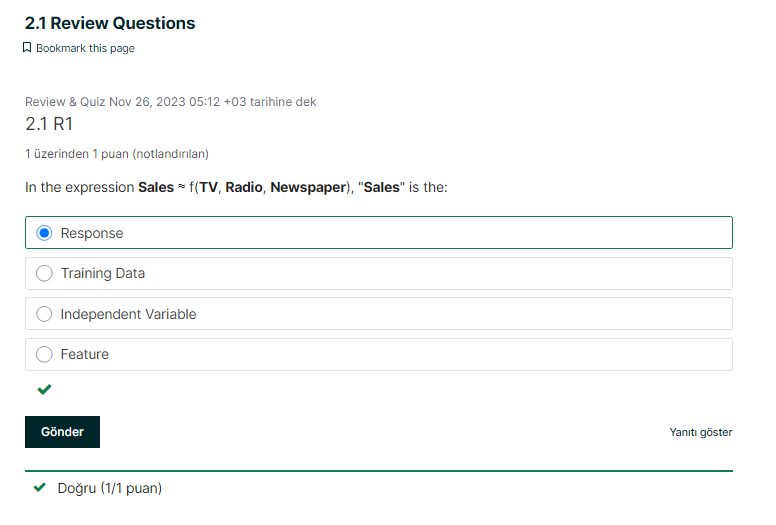 2.1 Review Questions
Bookmark this page
Review & Quiz Nov 26, 2023 05:12 +03 tarihine dek
2.1 R1
1 üzerinden 1 puan (notlandırılan)
In the expression Sales ≈ f(TV, Radio, Newspaper), "Sales" is the:
Response
Training Data
Independent Variable
Feature
Gönder
Yanıtı göster
Doğru (1/1 puan)